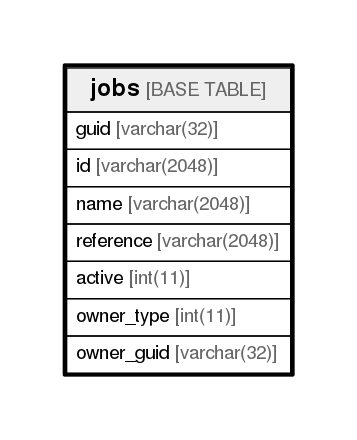 jobs [BASE TABLE]
guid [varchar(32)]
id [varchar(2048)]
name [varchar(2048)]
reference [varchar(2048)]
active [int(11)]
owner_type [int(11)]
owner_guid [varchar(32)]